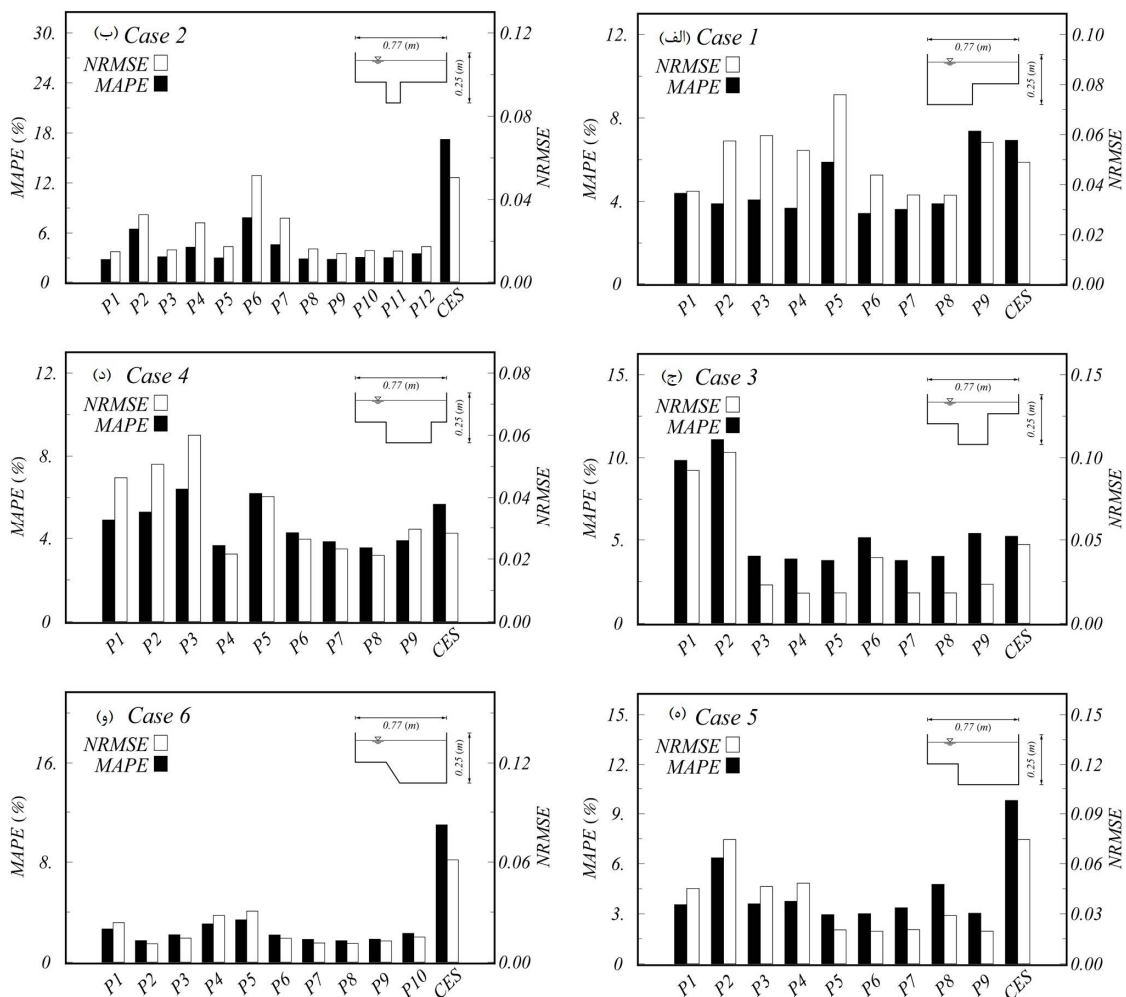 (ب) Case 2
NRMSE
MAPE
0.77 (m)
0.25 (m)
MAPE (%)
30.
24.
18.
12.
6.
3.
0.
NRMSE
0.12
0.08
0.04
0.00
P1 P2 P3 P4 P5 P6 P7 P8 P9 P10 P11 P12 CES
(الف) Case 1
NRMSE
MAPE
0.77 (m)
0.25 (m)
MAPE (%)
12.
8.
4.
0
NRMSE
0.10
0.08
0.06
0.04
0.02
0.00
P1 P2 P3 P4 P5 P6 P7 P8 P9 CES
(د) Case 4
NRMSE
MAPE
0.77 (m)
0.25 (m)
MAPE (%)
12.
8.
4.
0
NRMSE
0.08
0.06
0.04
0.02
0.00
P1 P2 P3 P4 P5 P6 P7 P8 P9 CES
(ج) Case 3
NRMSE
MAPE
0.77 (m)
0.25 (m)
MAPE (%)
15.
10.
5.
0
NRMSE
0.15
0.10
0.05
0.00
P1 P2 P3 P4 P5 P6 P7 P8 P9 CES
(و) Case 6
NRMSE
MAPE
0.77 (m)
0.25 (m)
MAPE (%)
16.
8.
0
NRMSE
0.12
0.06
0.00
P1 P2 P3 P4 P5 P6 P7 P8 P9 P10 CES
(ه) Case 5
NRMSE
MAPE
0.77 (m)
0.25 (m)
MAPE (%)
15.
12.
9.
6.
3.
0
NRMSE
0.15
0.12
0.09
0.06
0.03
0.00
P1 P2 P3 P4 P5 P6 P7 P8 P9 CES